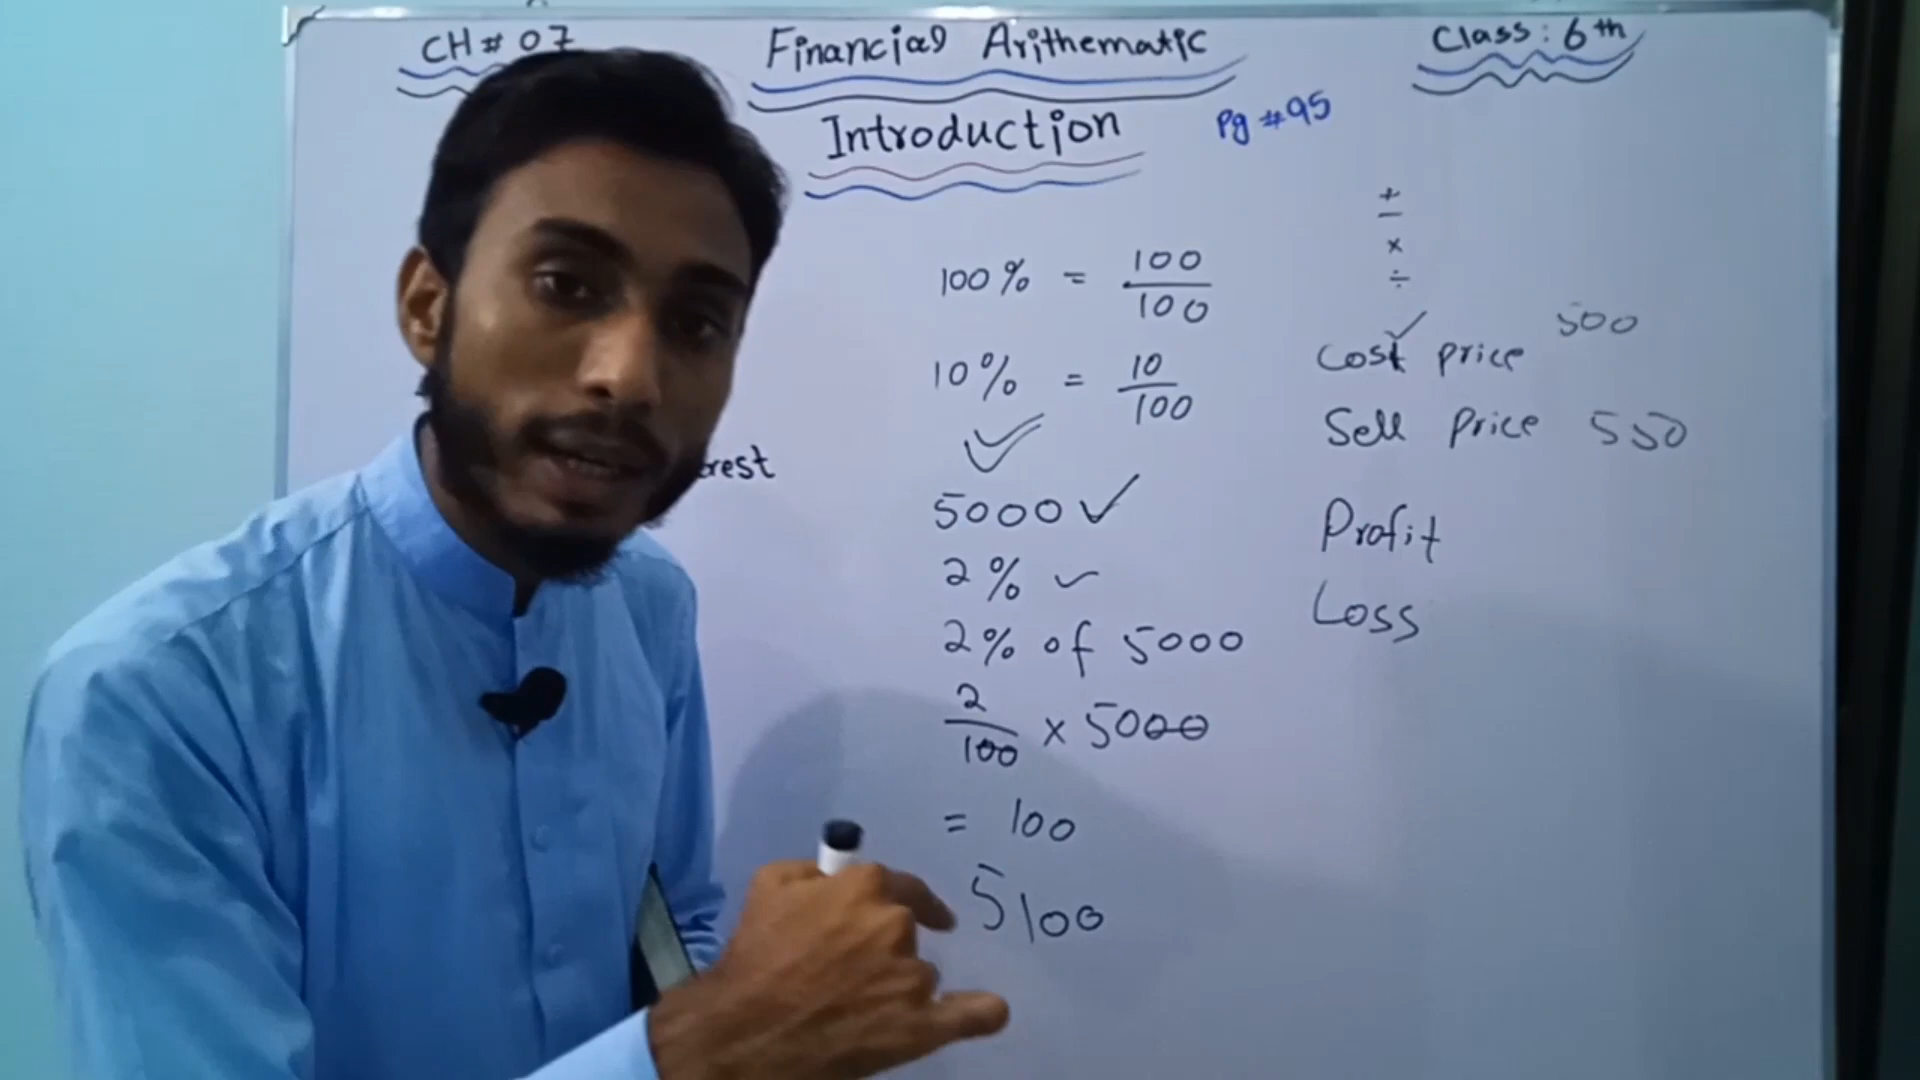 CH # 07
Financial Arithematic
Class: 6th
Introduction
Pg #95
+
−
×
÷
100% = 100/100
10% = 10/100
5000 ✓
2% ✓
2% of 5000
2/100 × 5000
= 100
5100
Cost price 500
Sell Price 550
Profit
Loss